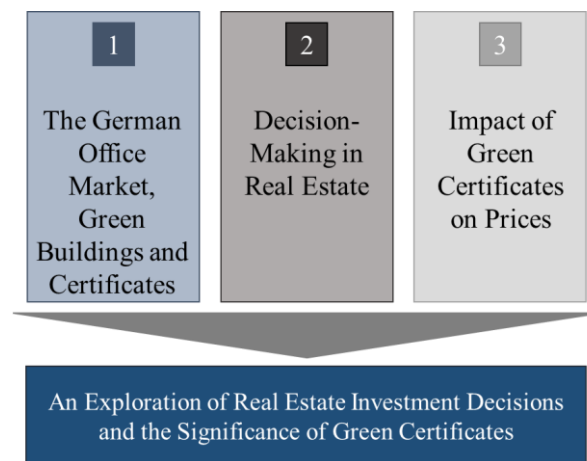 1
The German
Office
Market,
Green
Buildings and
Certificates
2
Decision-
Making in
Real Estate
3
Impact of
Green
Certificates
on Prices
An Exploration of Real Estate Investment Decisions
and the Significance of Green Certificates